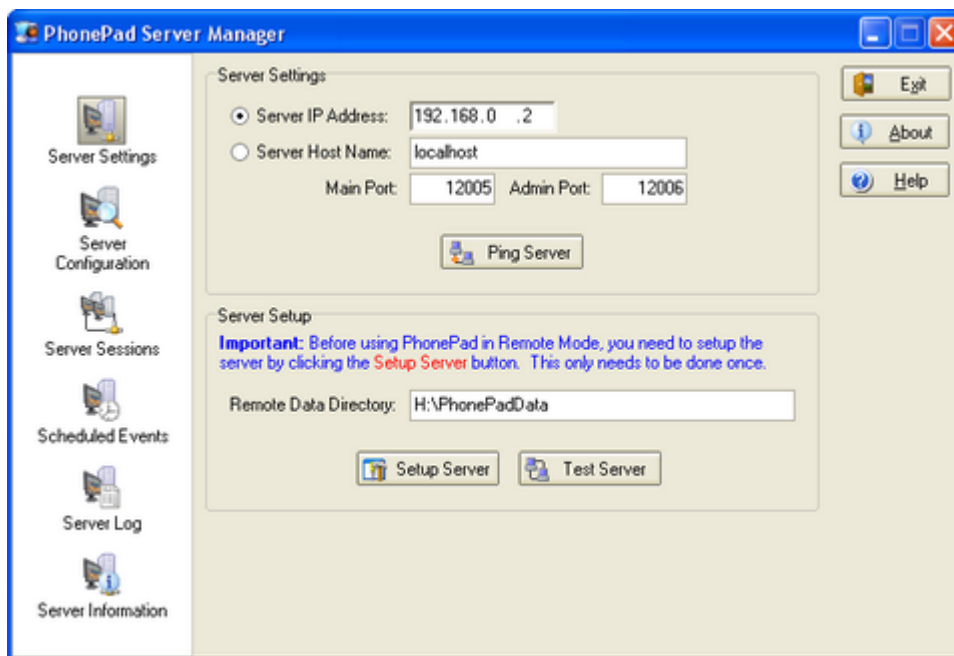 PhonePad Server Manager
Server Settings
Server Configuration
Server Sessions
Scheduled Events
Server Log
Server Information
Server Settings
Server IP Address: 192.168.0 .2
Server Host Name: localhost
Main Port: 12005 Admin Port: 12006
Ping Server
Server Setup
Important: Before using PhonePad in Remote Mode, you need to setup the
server by clicking the Setup Server button. This only needs to be done once.
Remote Data Directory: H:\PhonePadData
Setup Server Test Server
Exit
About
Help